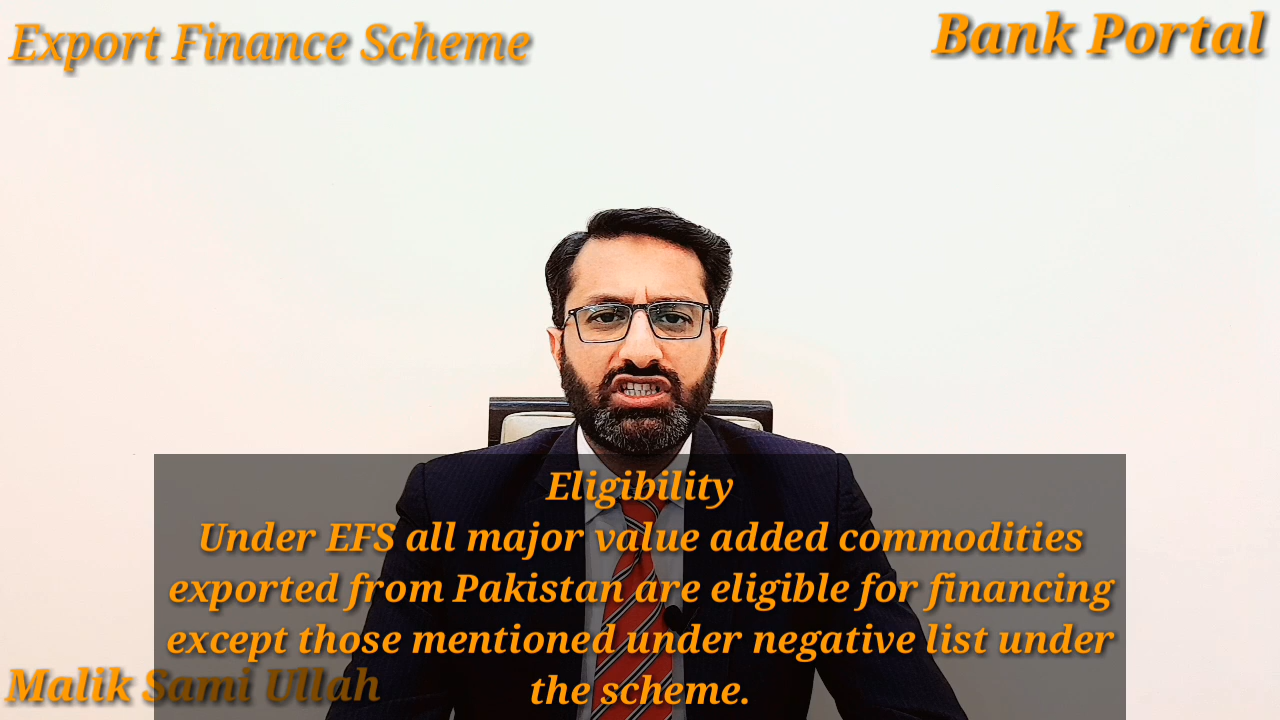 Export Finance Scheme
Bank Portal
Eligibility
Under EFS all major value added commodities
exported from Pakistan are eligible for financing
except those mentioned under negative list under
the scheme.
Malik Sami Ullah